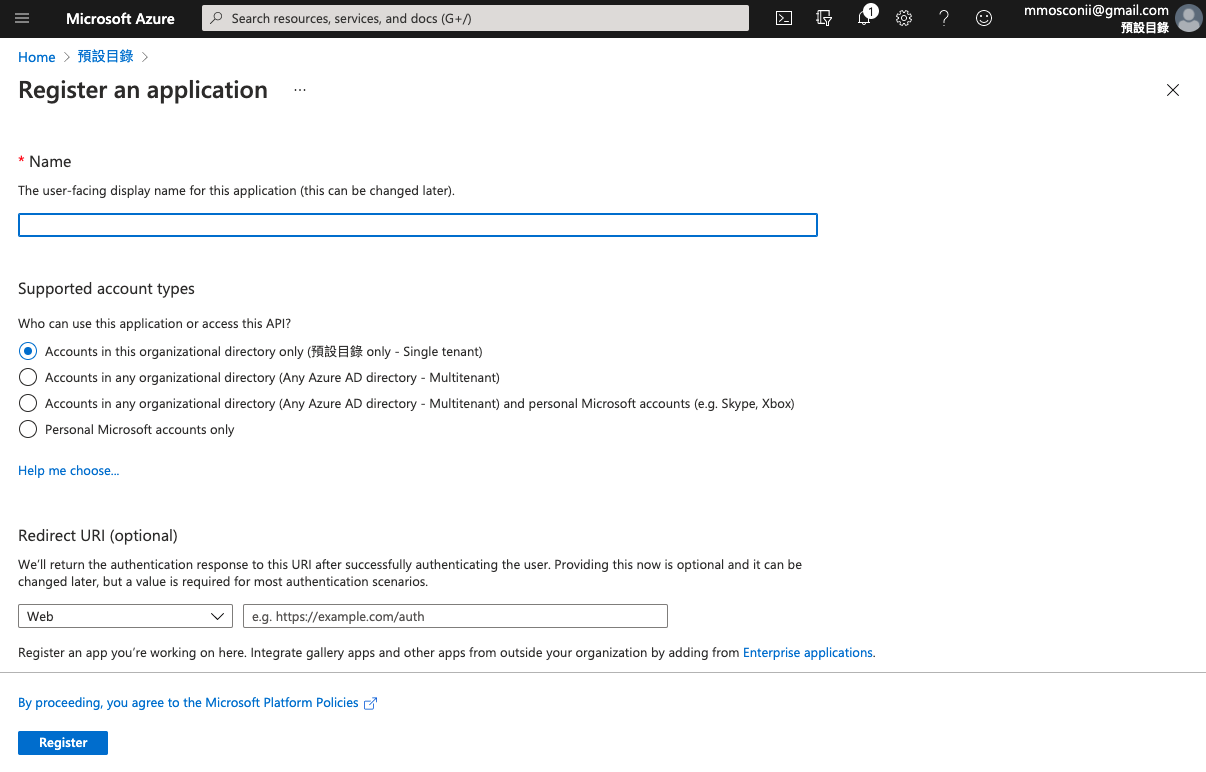 Microsoft Azure
Search resources, services, and docs (G+/)
1
mmosconii@gmail.com
預設目錄
Home > 預設目錄 >
Register an application ...
* Name
The user-facing display name for this application (this can be changed later).
Supported account types
Who can use this application or access this API?
Accounts in this organizational directory only (預設目錄 only - Single tenant)
Accounts in any organizational directory (Any Azure AD directory - Multitenant)
Accounts in any organizational directory (Any Azure AD directory - Multitenant) and personal Microsoft accounts (e.g. Skype, Xbox)
Personal Microsoft accounts only
Help me choose...
Redirect URI (optional)
We'll return the authentication response to this URI after successfully authenticating the user. Providing this now is optional and it can be
changed later, but a value is required for most authentication scenarios.
Web
e.g. https://example.com/auth
Register an app you're working on here. Integrate gallery apps and other apps from outside your organization by adding from Enterprise applications.
By proceeding, you agree to the Microsoft Platform Policies
Register